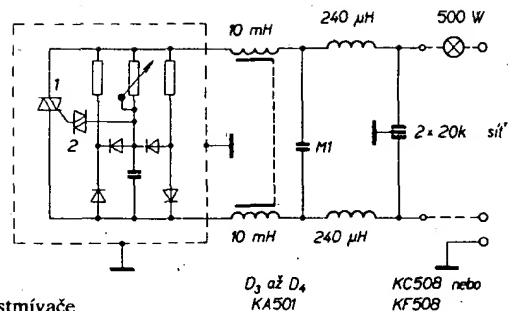 10 mH
240 µH
500 W
1
2
M1
2 × 20k
síť
10 mH
240 µH
stmívače
D3 až D4
KA501
KC508 nebo
KF508